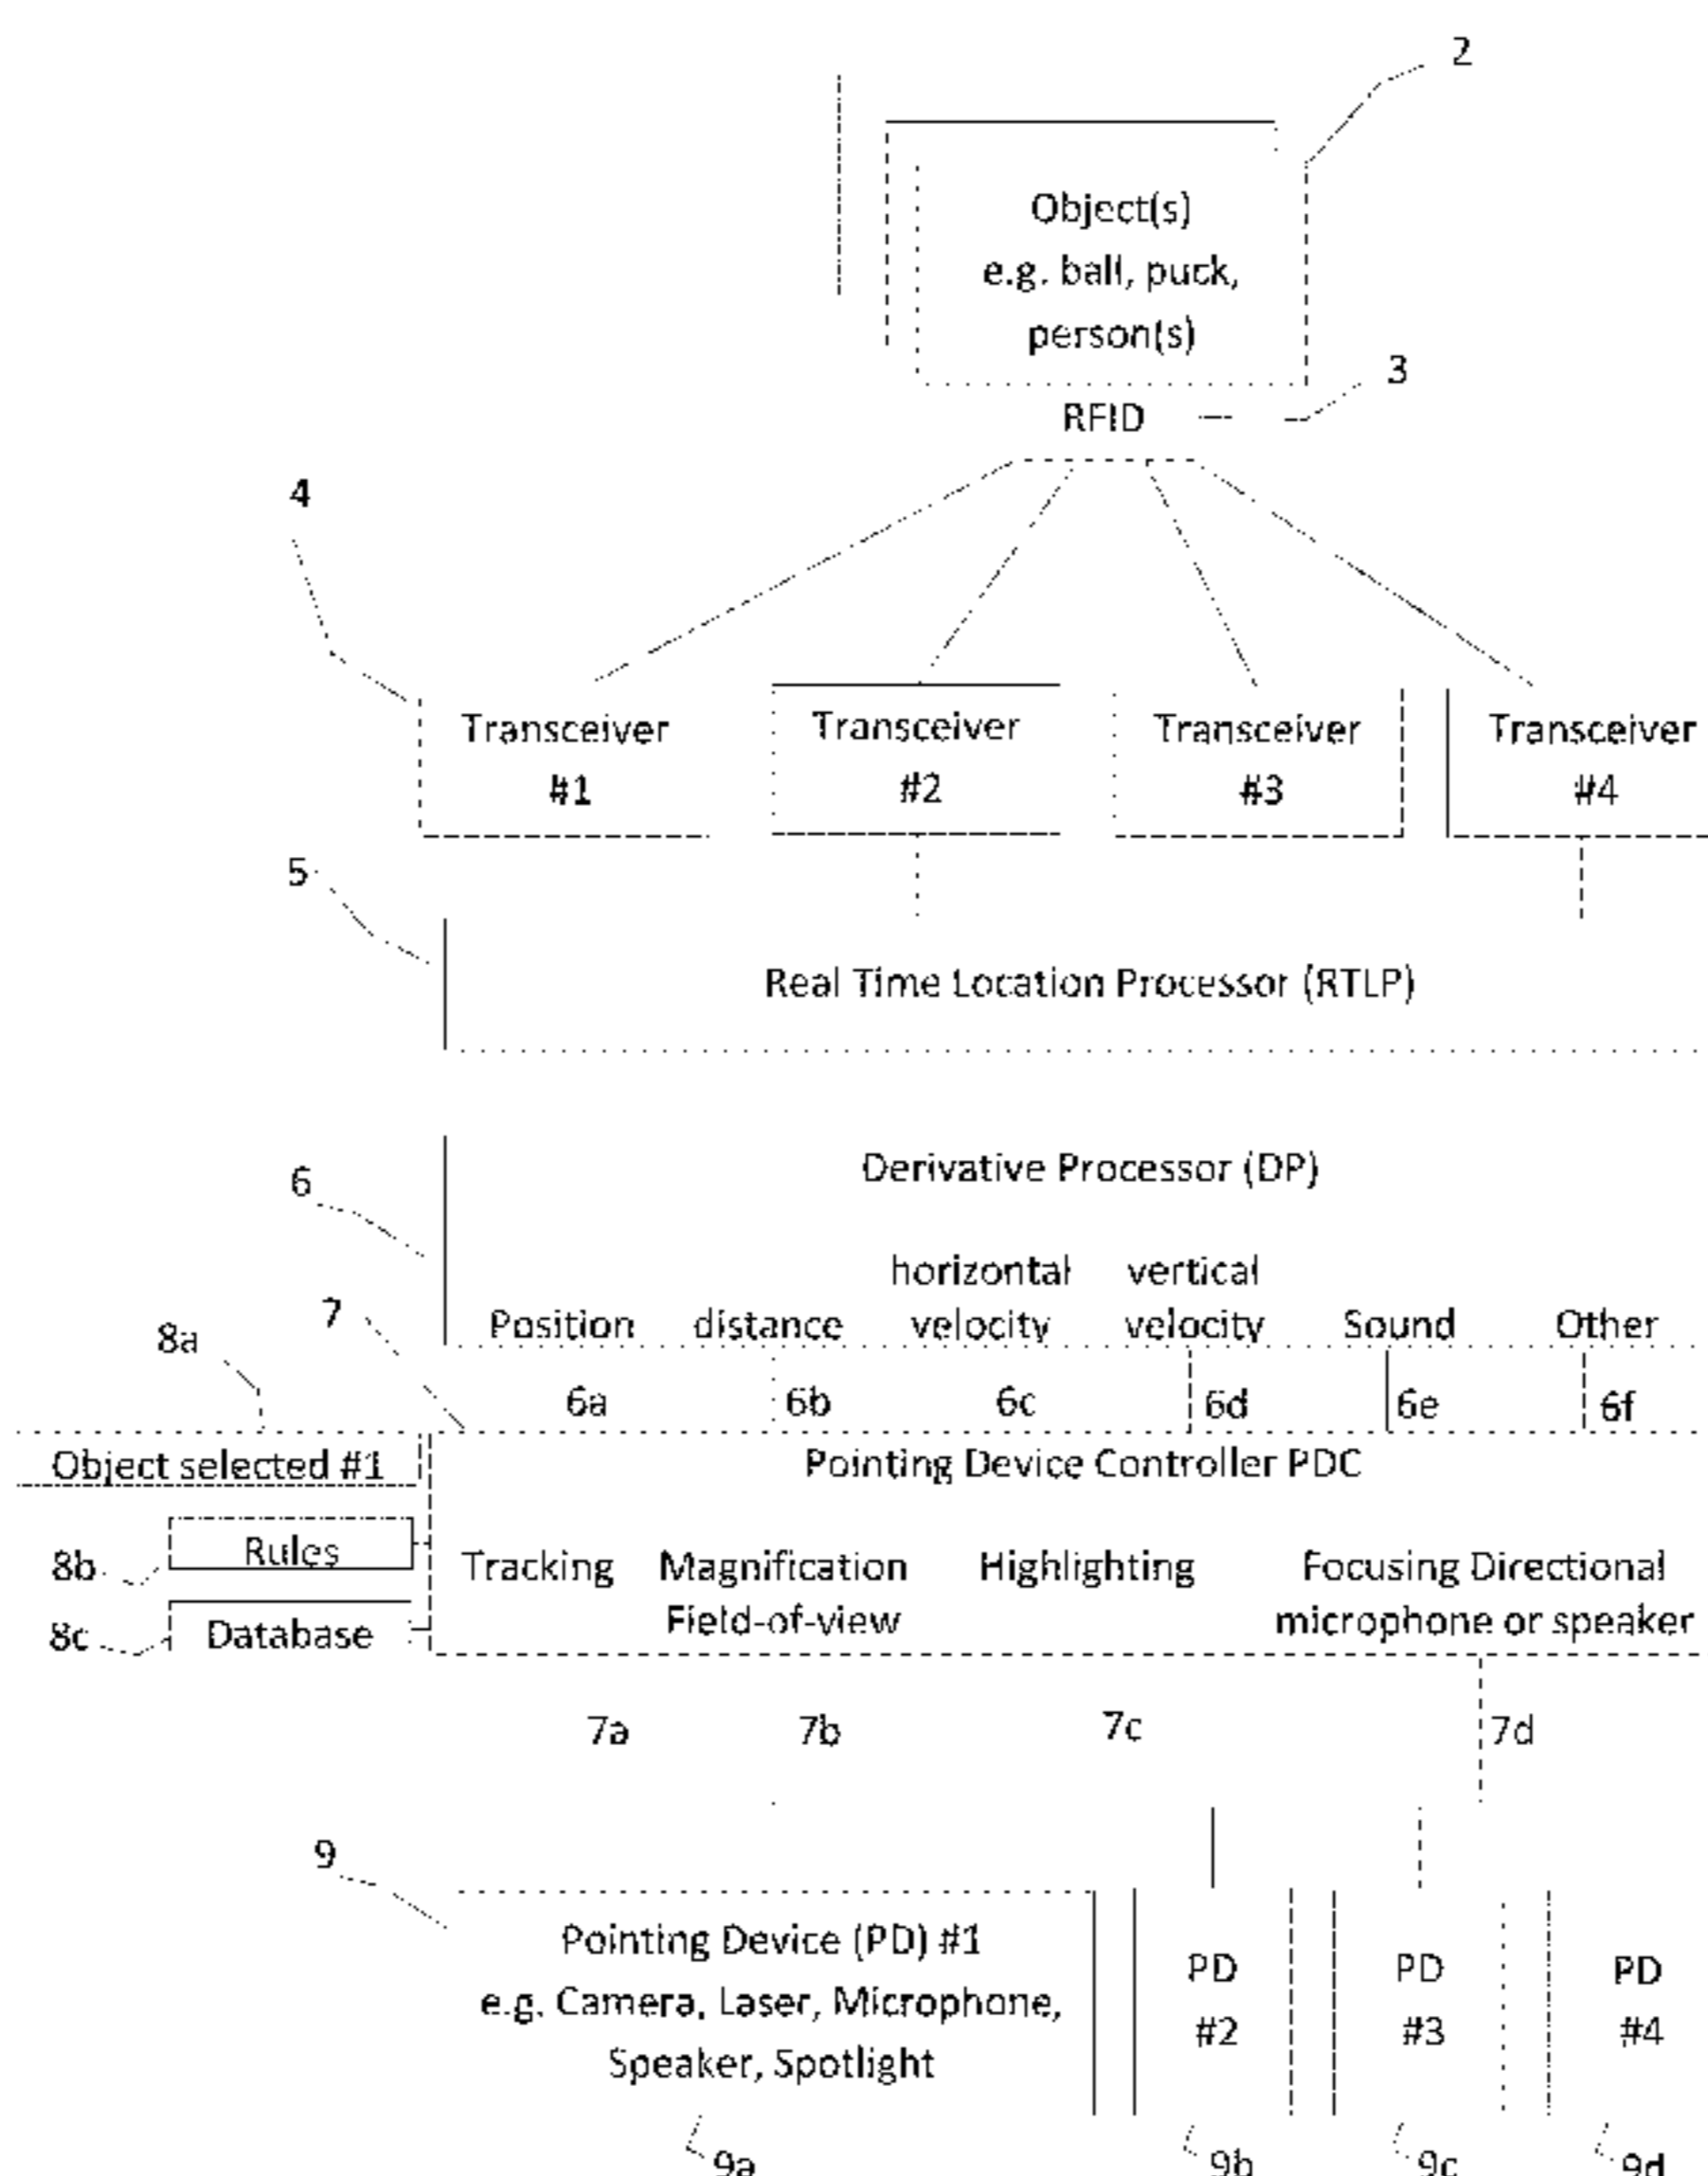 2
Object(s)
e.g. ball, puck,
person(s)
3
RFID
4
Transceiver
#1
Transceiver
#2
Transceiver
#3
Transceiver
#4
5
Real Time Location Processor (RTLP)
6
Derivative Processor (DP)
horizontal vertical
Position distance velocity velocity Sound Other
7
8a
6a 6b 6c 6d 6e 6f
Object selected #1
Pointing Device Controller PDC
8b
Rules
Tracking
Magnification
Field-of-view
Highlighting
Focusing Directional
microphone or speaker
8c
Database
7a 7b 7c 7d
9
Pointing Device (PD) #1
e.g. Camera, Laser, Microphone,
Speaker, Spotlight
PD
#2
PD
#3
PD
#4
9a 9b 9c 9d